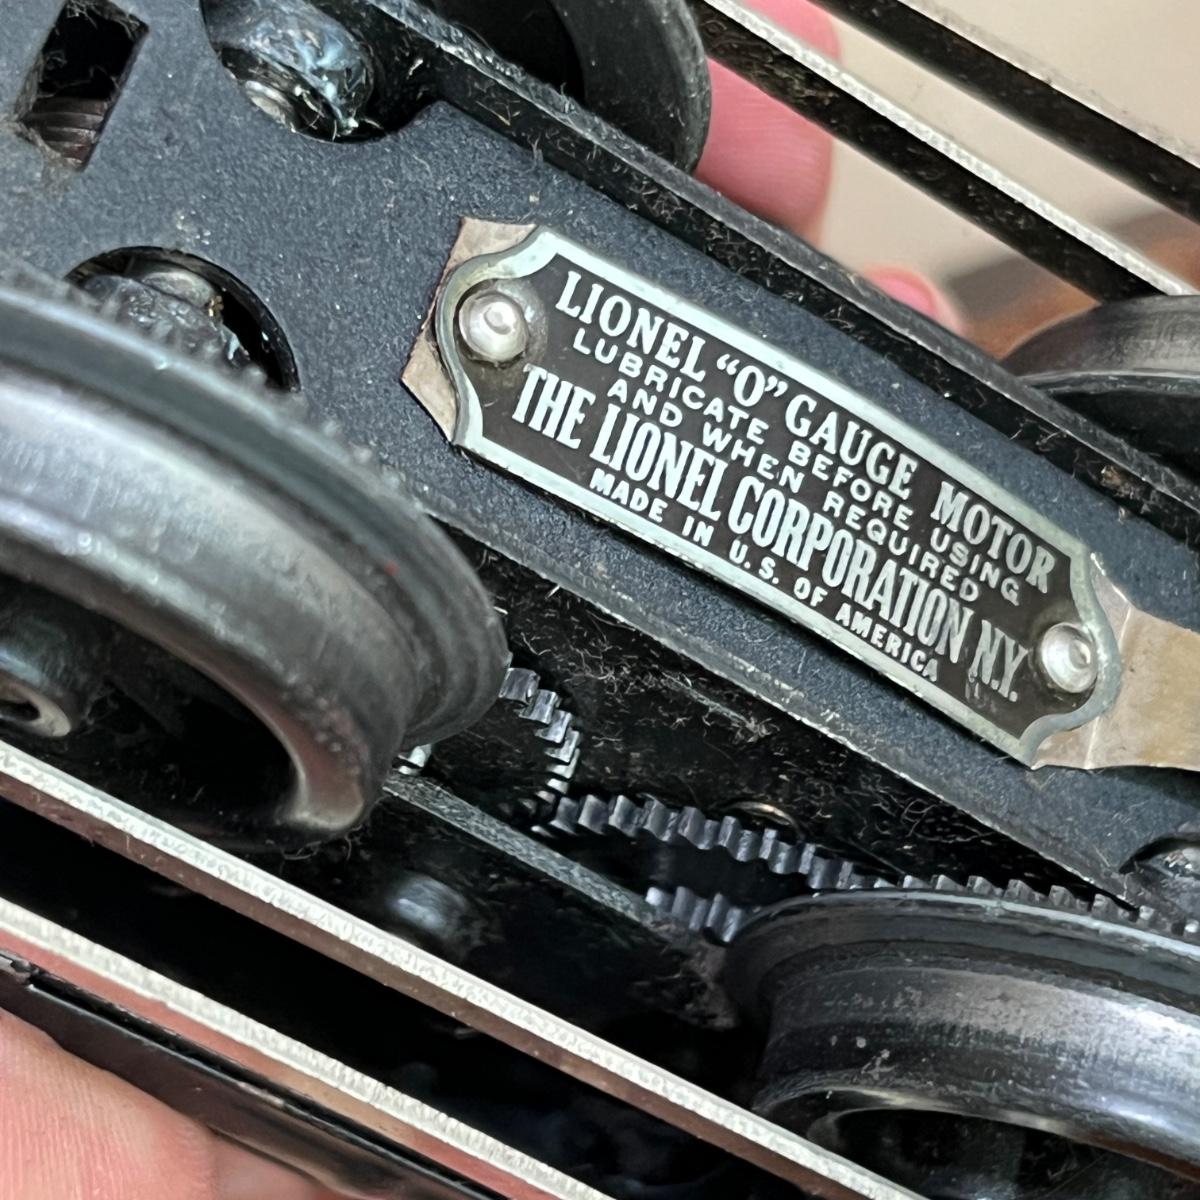 LIONEL “O” GAUGE MOTOR
LUBRICATE BEFORE USING
AND WHEN REQUIRED
THE LIONEL CORPORATION N.Y.
MADE IN U.S. OF AMERICA